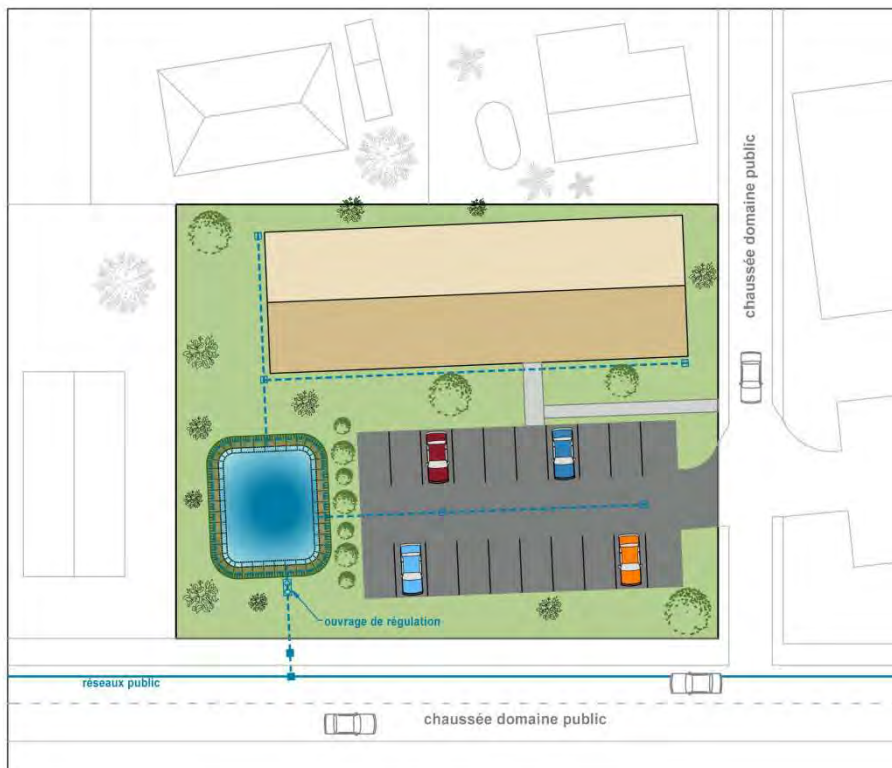 chaussée domaine public
ouvrage de régulation
réseaux public
chaussée domaine public